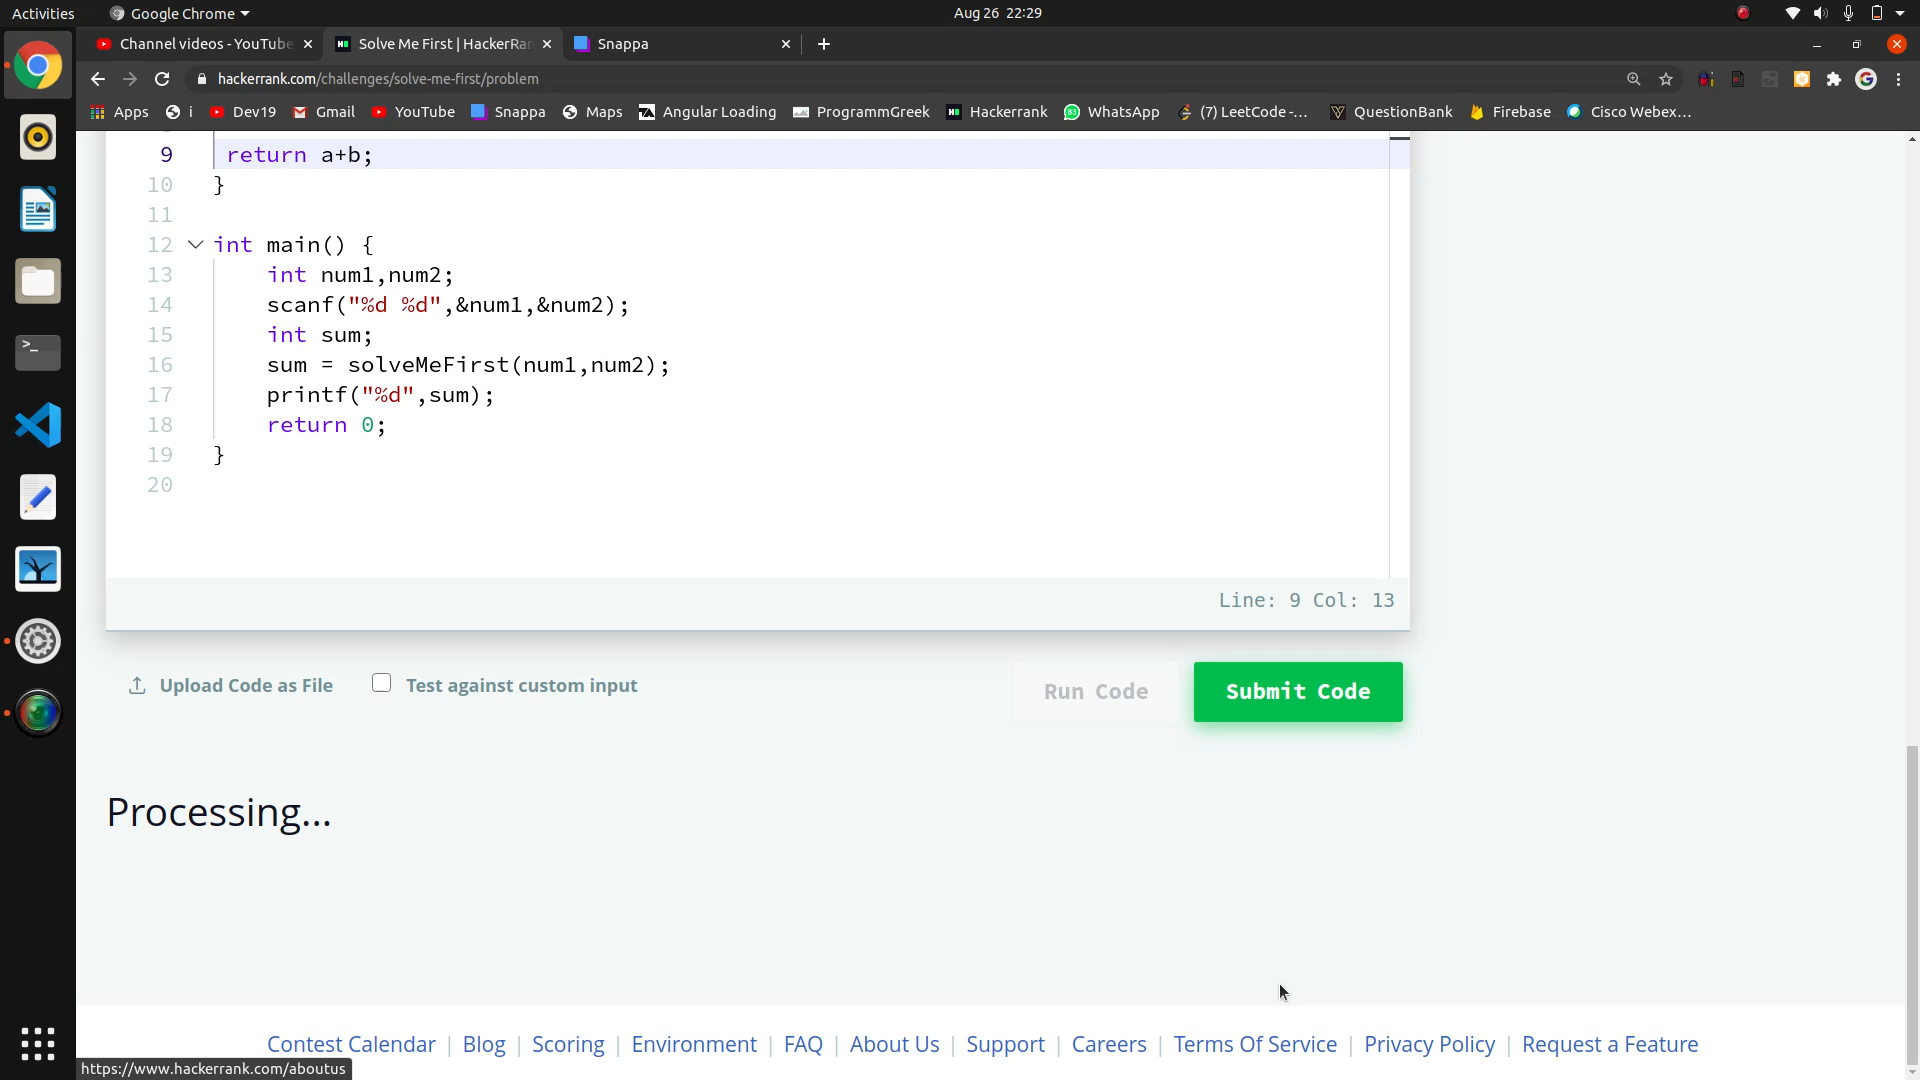 Activities
Google Chrome
Aug 26 22:29
Channel videos - YouTube
Solve Me First | HackerRan
Snappa
hackerrank.com/challenges/solve-me-first/problem
Apps
i
Dev19
Gmail
YouTube
Snappa
Maps
Angular Loading
ProgrammGreek
Hackerrank
WhatsApp
(7) LeetCode -...
QuestionBank
Firebase
Cisco Webex...
9 return a+b;
10 }
11
12 int main() {
13 int num1,num2;
14 scanf("%d %d",&num1,&num2);
15 int sum;
16 sum = solveMeFirst(num1,num2);
17 printf("%d",sum);
18 return 0;
19 }
20
Line: 9 Col: 13
Upload Code as File
Test against custom input
Run Code
Submit Code
Processing...
Contest Calendar | Blog | Scoring | Environment | FAQ | About Us | Support | Careers | Terms Of Service | Privacy Policy | Request a Feature
https://www.hackerrank.com/aboutus